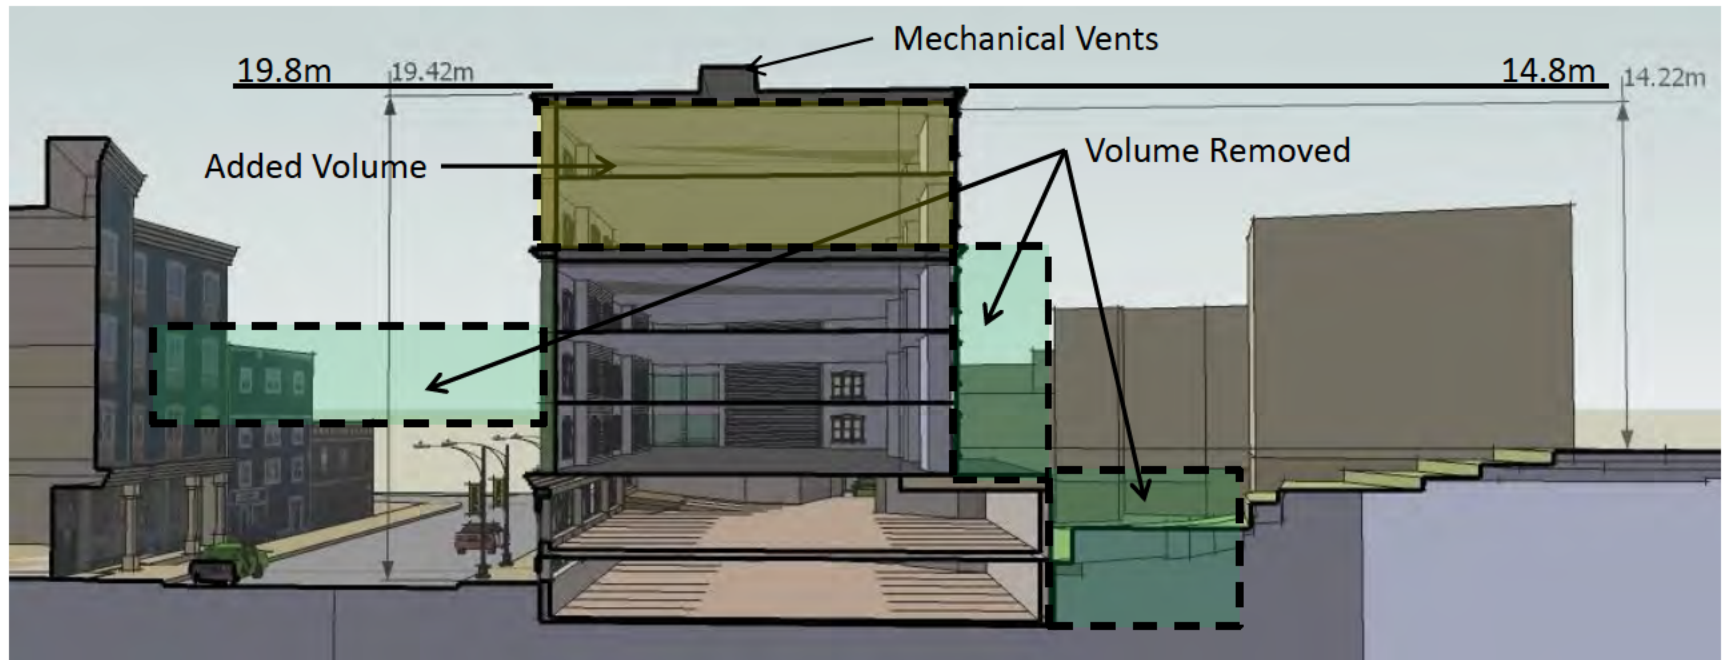 Mechanical Vents
19.8m
19.42m
14.8m
14.22m
Added Volume
Volume Removed